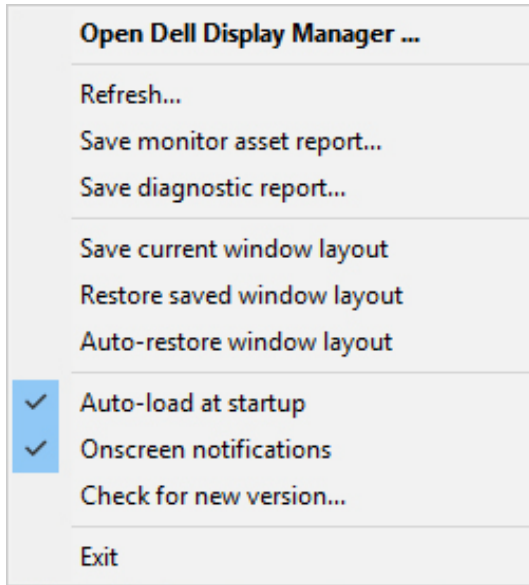 Open Dell Display Manager ...
Refresh...
Save monitor asset report...
Save diagnostic report...
Save current window layout
Restore saved window layout
Auto-restore window layout
Auto-load at startup
Onscreen notifications
Check for new version...
Exit